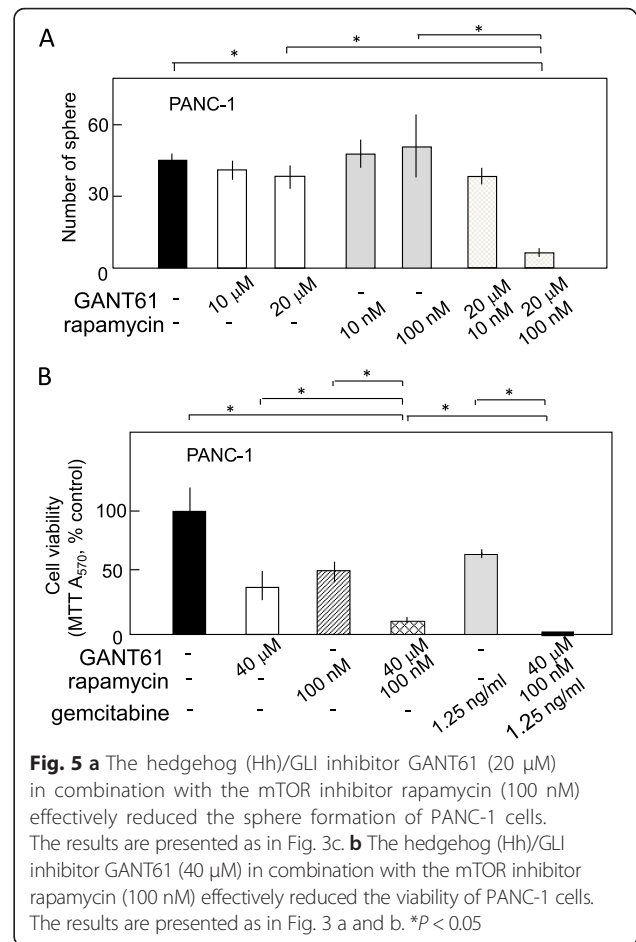 A
* 
*
*
PANC-1
Number of sphere
60
30
0
GANT61 - 10 μM 20 μM - - 20 μM 20 μM
rapamycin - - - 10 nM 100 nM 10 nM 100 nM
B
*
* *
* *
PANC-1
Cell viability
(MTT A570, % control)
100
50
0
GANT61 - 40 μM - 40 μM - 40 μM
rapamycin - - 100 nM 100 nM - 100 nM
gemcitabine - - - - 1.25 ng/ml 1.25 ng/ml
Fig. 5 a The hedgehog (Hh)/GLI inhibitor GANT61 (20 μM)
in combination with the mTOR inhibitor rapamycin (100 nM)
effectively reduced the sphere formation of PANC-1 cells.
The results are presented as in Fig. 3c. b The hedgehog (Hh)/GLI
inhibitor GANT61 (40 μM) in combination with the mTOR inhibitor
rapamycin (100 nM) effectively reduced the viability of PANC-1 cells.
The results are presented as in Fig. 3 a and b. *P < 0.05